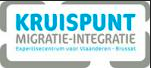 KRUISPUNT
MIGRATIE-INTEGRATIE
Expertisecentrum voor Vlaanderen - Brussel